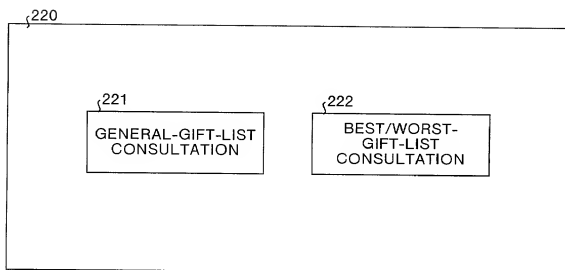 220
221
GENERAL-GIFT-LIST
CONSULTATION
222
BEST/WORST-
GIFT-LIST
CONSULTATION